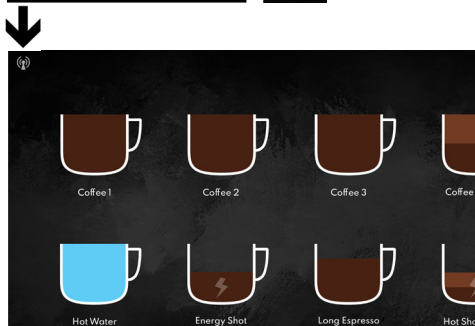 Coffee 1
Coffee 2
Coffee 3
Coffee
Hot Water
Energy Shot
Long Espresso
Hot Sho